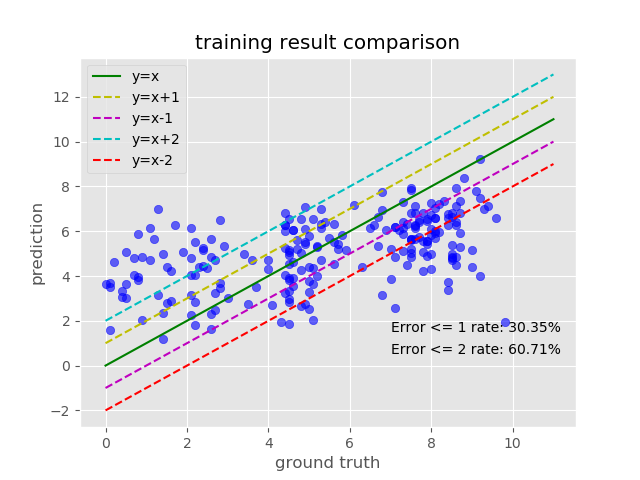 training result comparison
y=x
y=x+1
y=x-1
y=x+2
y=x-2
12
10
8
6
4
2
0
−2
prediction
Error <= 1 rate: 30.35%
Error <= 2 rate: 60.71%
0 2 4 6 8 10
ground truth